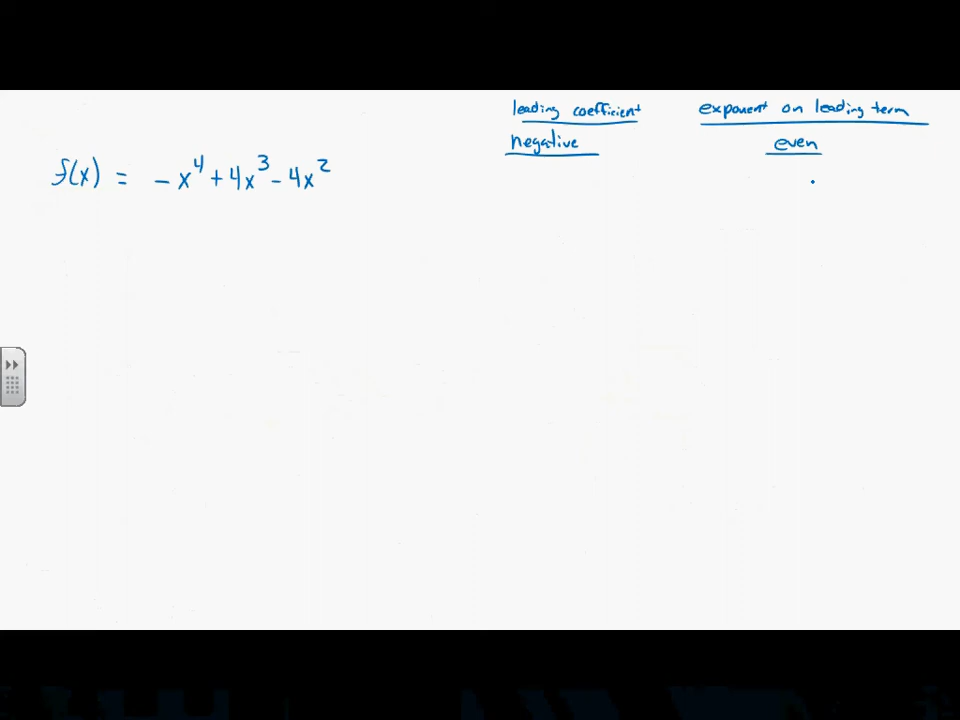 leading coefficient exponent on leading term
negative even
f(x) = -x⁴+4x³-4x²